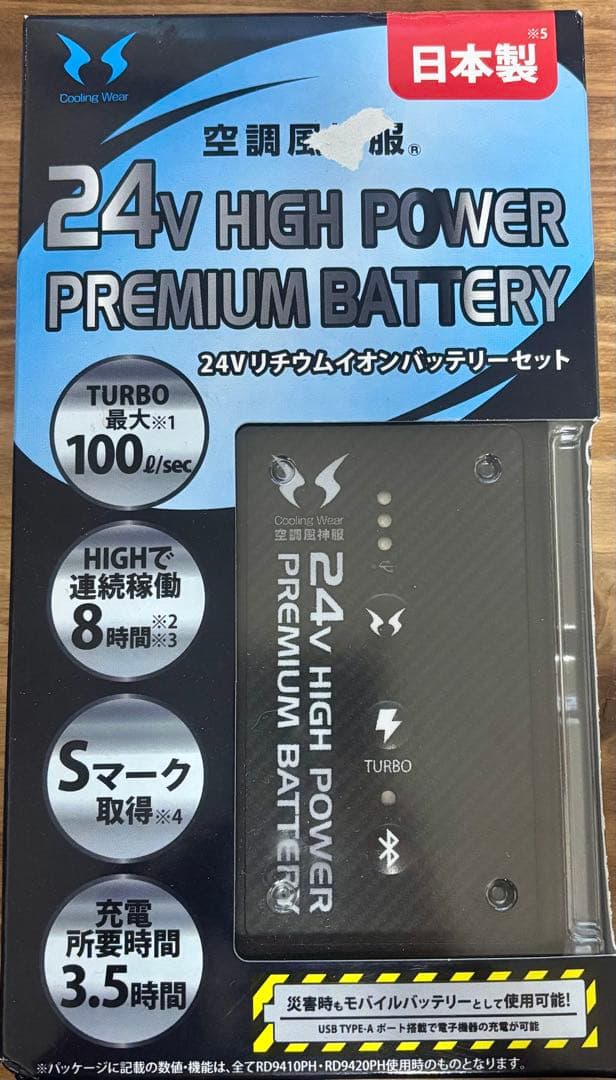 Cooling Wear
※5
日本製
空調風 服®
24V HIGH POWER
PREMIUM BATTERY
24Vリチウムイオンバッテリーセット
TURBO
最大※1
100ℓ/sec
HIGHで
連続稼働
8時間※2※3
Sマーク
取得※4
充電
所要時間
3.5時間
Cooling Wear
空調風神服
24V HIGH POWER
PREMIUM BATTERY
TURBO
災害時もモバイルバッテリーとして使用可能!
USB TYPE-A ポート搭載で電子機器の充電が可能
※パッケージに記載の数値・機能は、全てRD9410PH・RD9420PH使用時のものとなります。